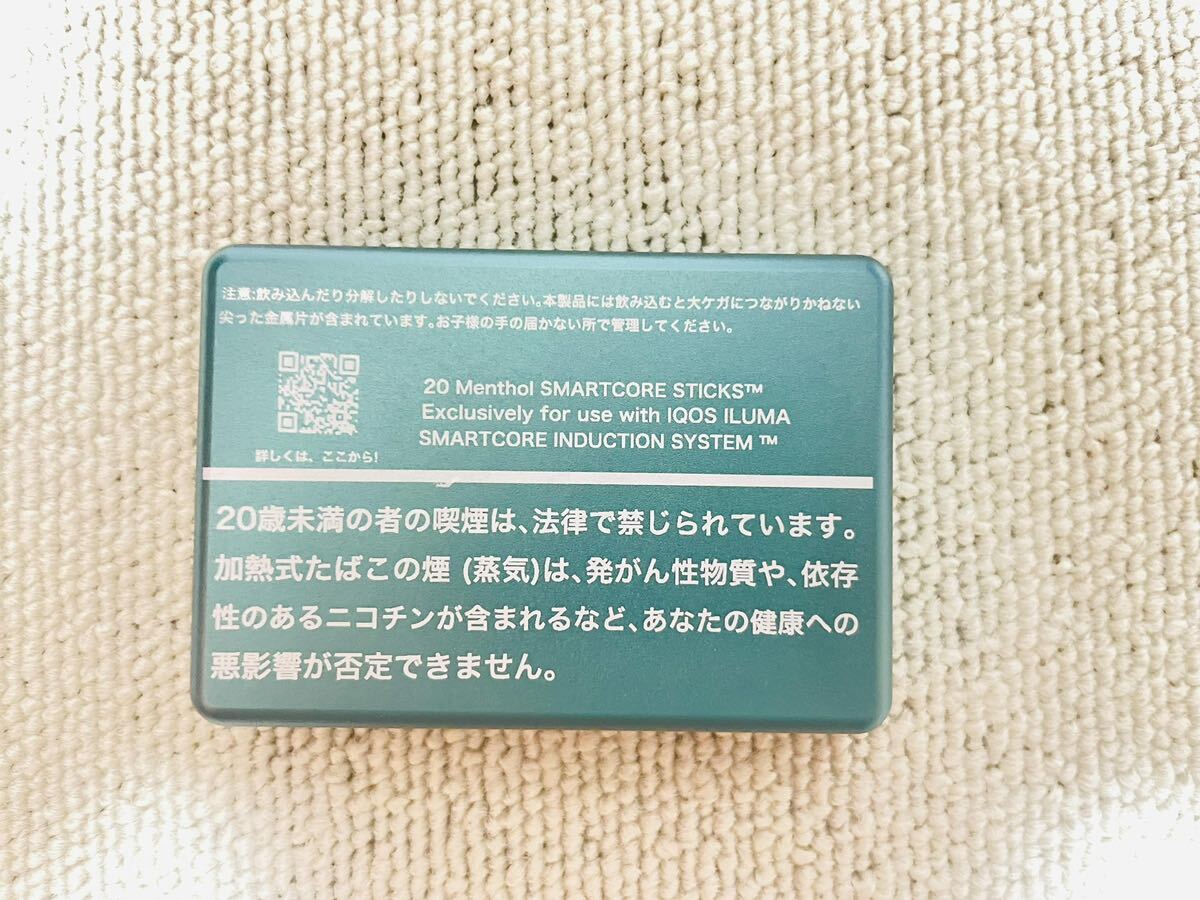 注意:飲み込んだり分解したりしないでください。本製品には飲み込むと大ケガにつながりかねない
尖った金属片が含まれています。お子様の手の届かない所で管理してください。
20 Menthol SMARTCORE STICKS™
Exclusively for use with IQOS ILUMA
SMARTCORE INDUCTION SYSTEM ™
詳しくは、ここから!
20歳未満の者の喫煙は、法律で禁じられています。
加熱式たばこの煙 (蒸気)は、発がん性物質や、依存
性のあるニコチンが含まれるなど、あなたの健康への
悪影響が否定できません。